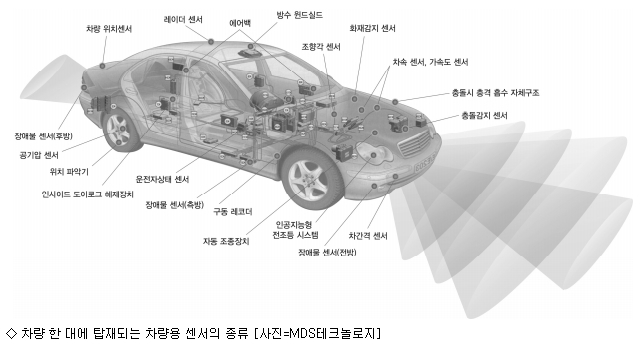 레이더 센서
방수 윈드실드
차량 위치센서
에어백
화재감지 센서
조향각 센서
차속 센서, 가속도 센서
충돌시 충격 흡수 차체구조
충돌감지 센서
장애물 센서(후방)
공기압 센서
위치 파악기
인사이드 도어로그 해제장치
운전자상태 센서
장애물 센서(측방)
구동 레코더
자동 조종장치
인공지능형
전조등 시스템
차간격 센서
장매물 센서(전방)
◇ 차량 한 대에 탑재되는 차량용 센서의 종류 [사진=MDS테크놀로지]